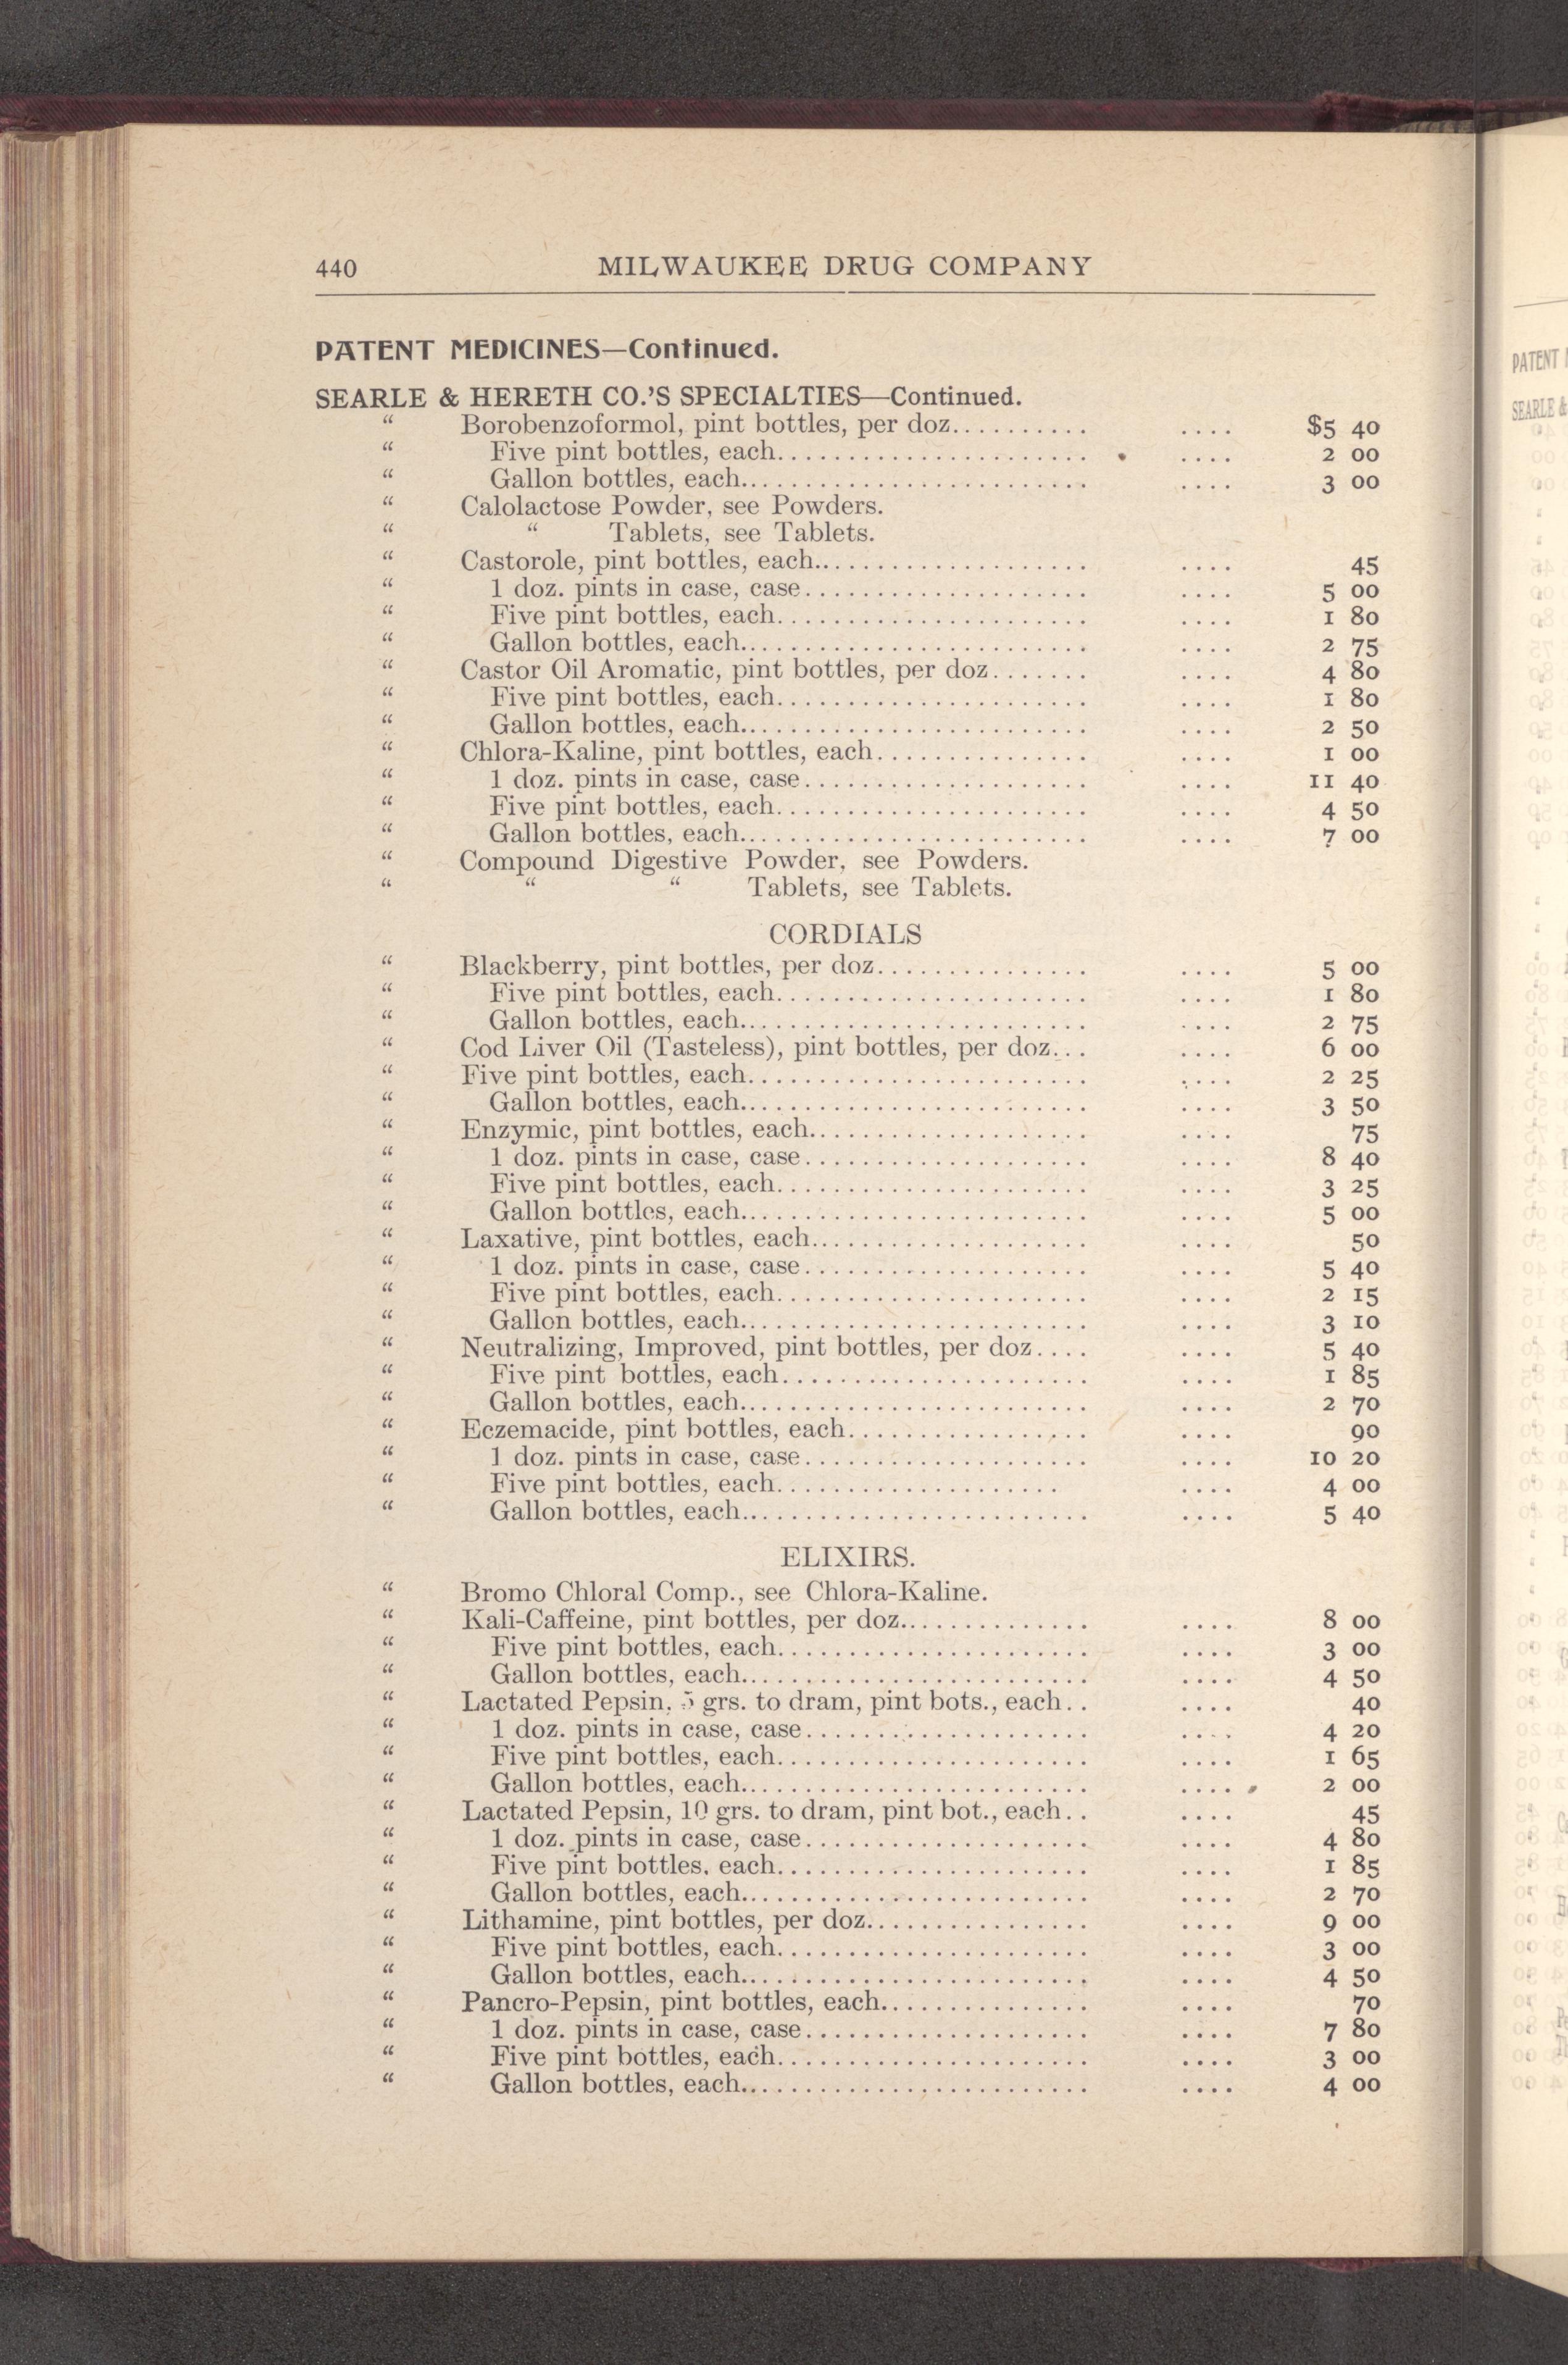 440 MILWAUKEE DRUG COMPANY
PATENT MEDICINES—Continued.
SEARLE & HERETH CO.'S SPECIALTIES—Continued.
“ Borobenzoformol, pint bottles, per doz.......... .... $5 40
“ Five pint bottles, each...................... .... 2 00
“ Gallon bottles, each......................... .... 3 00
“ Calolactose Powder, see Powders.
“ “ Tablets, see Tablets.
“ Castorole, pint bottles, each.................... .... 45
“ 1 doz. pints in case, case.................... .... 5 00
“ Five pint bottles, each...................... .... 1 80
“ Gallon bottles, each......................... .... 2 75
“ Castor Oil Aromatic, pint bottles, per doz....... .... 4 80
“ Five pint bottles, each...................... .... 1 80
“ Gallon bottles, each......................... .... 2 50
“ Chlora-Kaline, pint bottles, each............... .... 1 00
“ 1 doz. pints in case, case.................... .... 11 40
“ Five pint bottles, each...................... .... 4 50
“ Gallon bottles, each......................... .... 7 00
“ Compound Digestive Powder, see Powders.
“ “ “ Tablets, see Tablets.
CORDIALS
“ Blackberry, pint bottles, per doz............... .... 5 00
“ Five pint bottles, each...................... .... 1 80
“ Gallon bottles, each......................... .... 2 75
“ Cod Liver Oil (Tasteless), pint bottles, per doz... .... 6 00
“ Five pint bottles, each........................ .... 2 25
“ Gallon bottles, each......................... .... 3 50
“ Enzymic, pint bottles, each.................... .... 75
“ 1 doz. pints in case, case.................... .... 8 40
“ Five pint bottles, each...................... .... 3 25
“ Gallon bottles, each......................... .... 5 00
“ Laxative, pint bottles, each.................... .... 50
“ 1 doz. pints in case, case.................... .... 5 40
“ Five pint bottles, each...................... .... 2 15
“ Gallon bottles, each......................... .... 3 10
“ Neutralizing, Improved, pint bottles, per doz.... .... 5 40
“ Five pint bottles, each...................... .... 1 85
“ Gallon bottles, each......................... .... 2 70
“ Eczemacide, pint bottles, each................. .... 90
“ 1 doz. pints in case, case.................... .... 10 20
“ Five pint bottles, each.................... .... 4 00
“ Gallon bottles, each......................... .... 5 40
ELIXIRS.
“ Bromo Chloral Comp., see Chlora-Kaline.
“ Kali-Caffeine, pint bottles, per doz.............. .... 8 00
“ Five pint bottles, each...................... .... 3 00
“ Gallon bottles, each......................... .... 4 50
“ Lactated Pepsin, 5 grs. to dram, pint bots., each.. .... 40
“ 1 doz. pints in case, case.................... .... 4 20
“ Five pint bottles, each...................... .... 1 65
“ Gallon bottles, each......................... .... 2 00
“ Lactated Pepsin, 10 grs. to dram, pint bot., each.. .... 45
“ 1 doz. pints in case, case.................... .... 4 80
“ Five pint bottles, each...................... .... 1 85
“ Gallon bottles, each......................... .... 2 70
“ Lithamine, pint bottles, per doz................ .... 9 00
“ Five pint bottles, each...................... .... 3 00
“ Gallon bottles, each......................... .... 4 50
“ Pancro-Pepsin, pint bottles, each............... .... 70
“ 1 doz. pints in case, case.................... .... 7 80
“ Five pint bottles, each...................... .... 3 00
“ Gallon bottles, each......................... .... 4 00
PATENT
SEARLE &